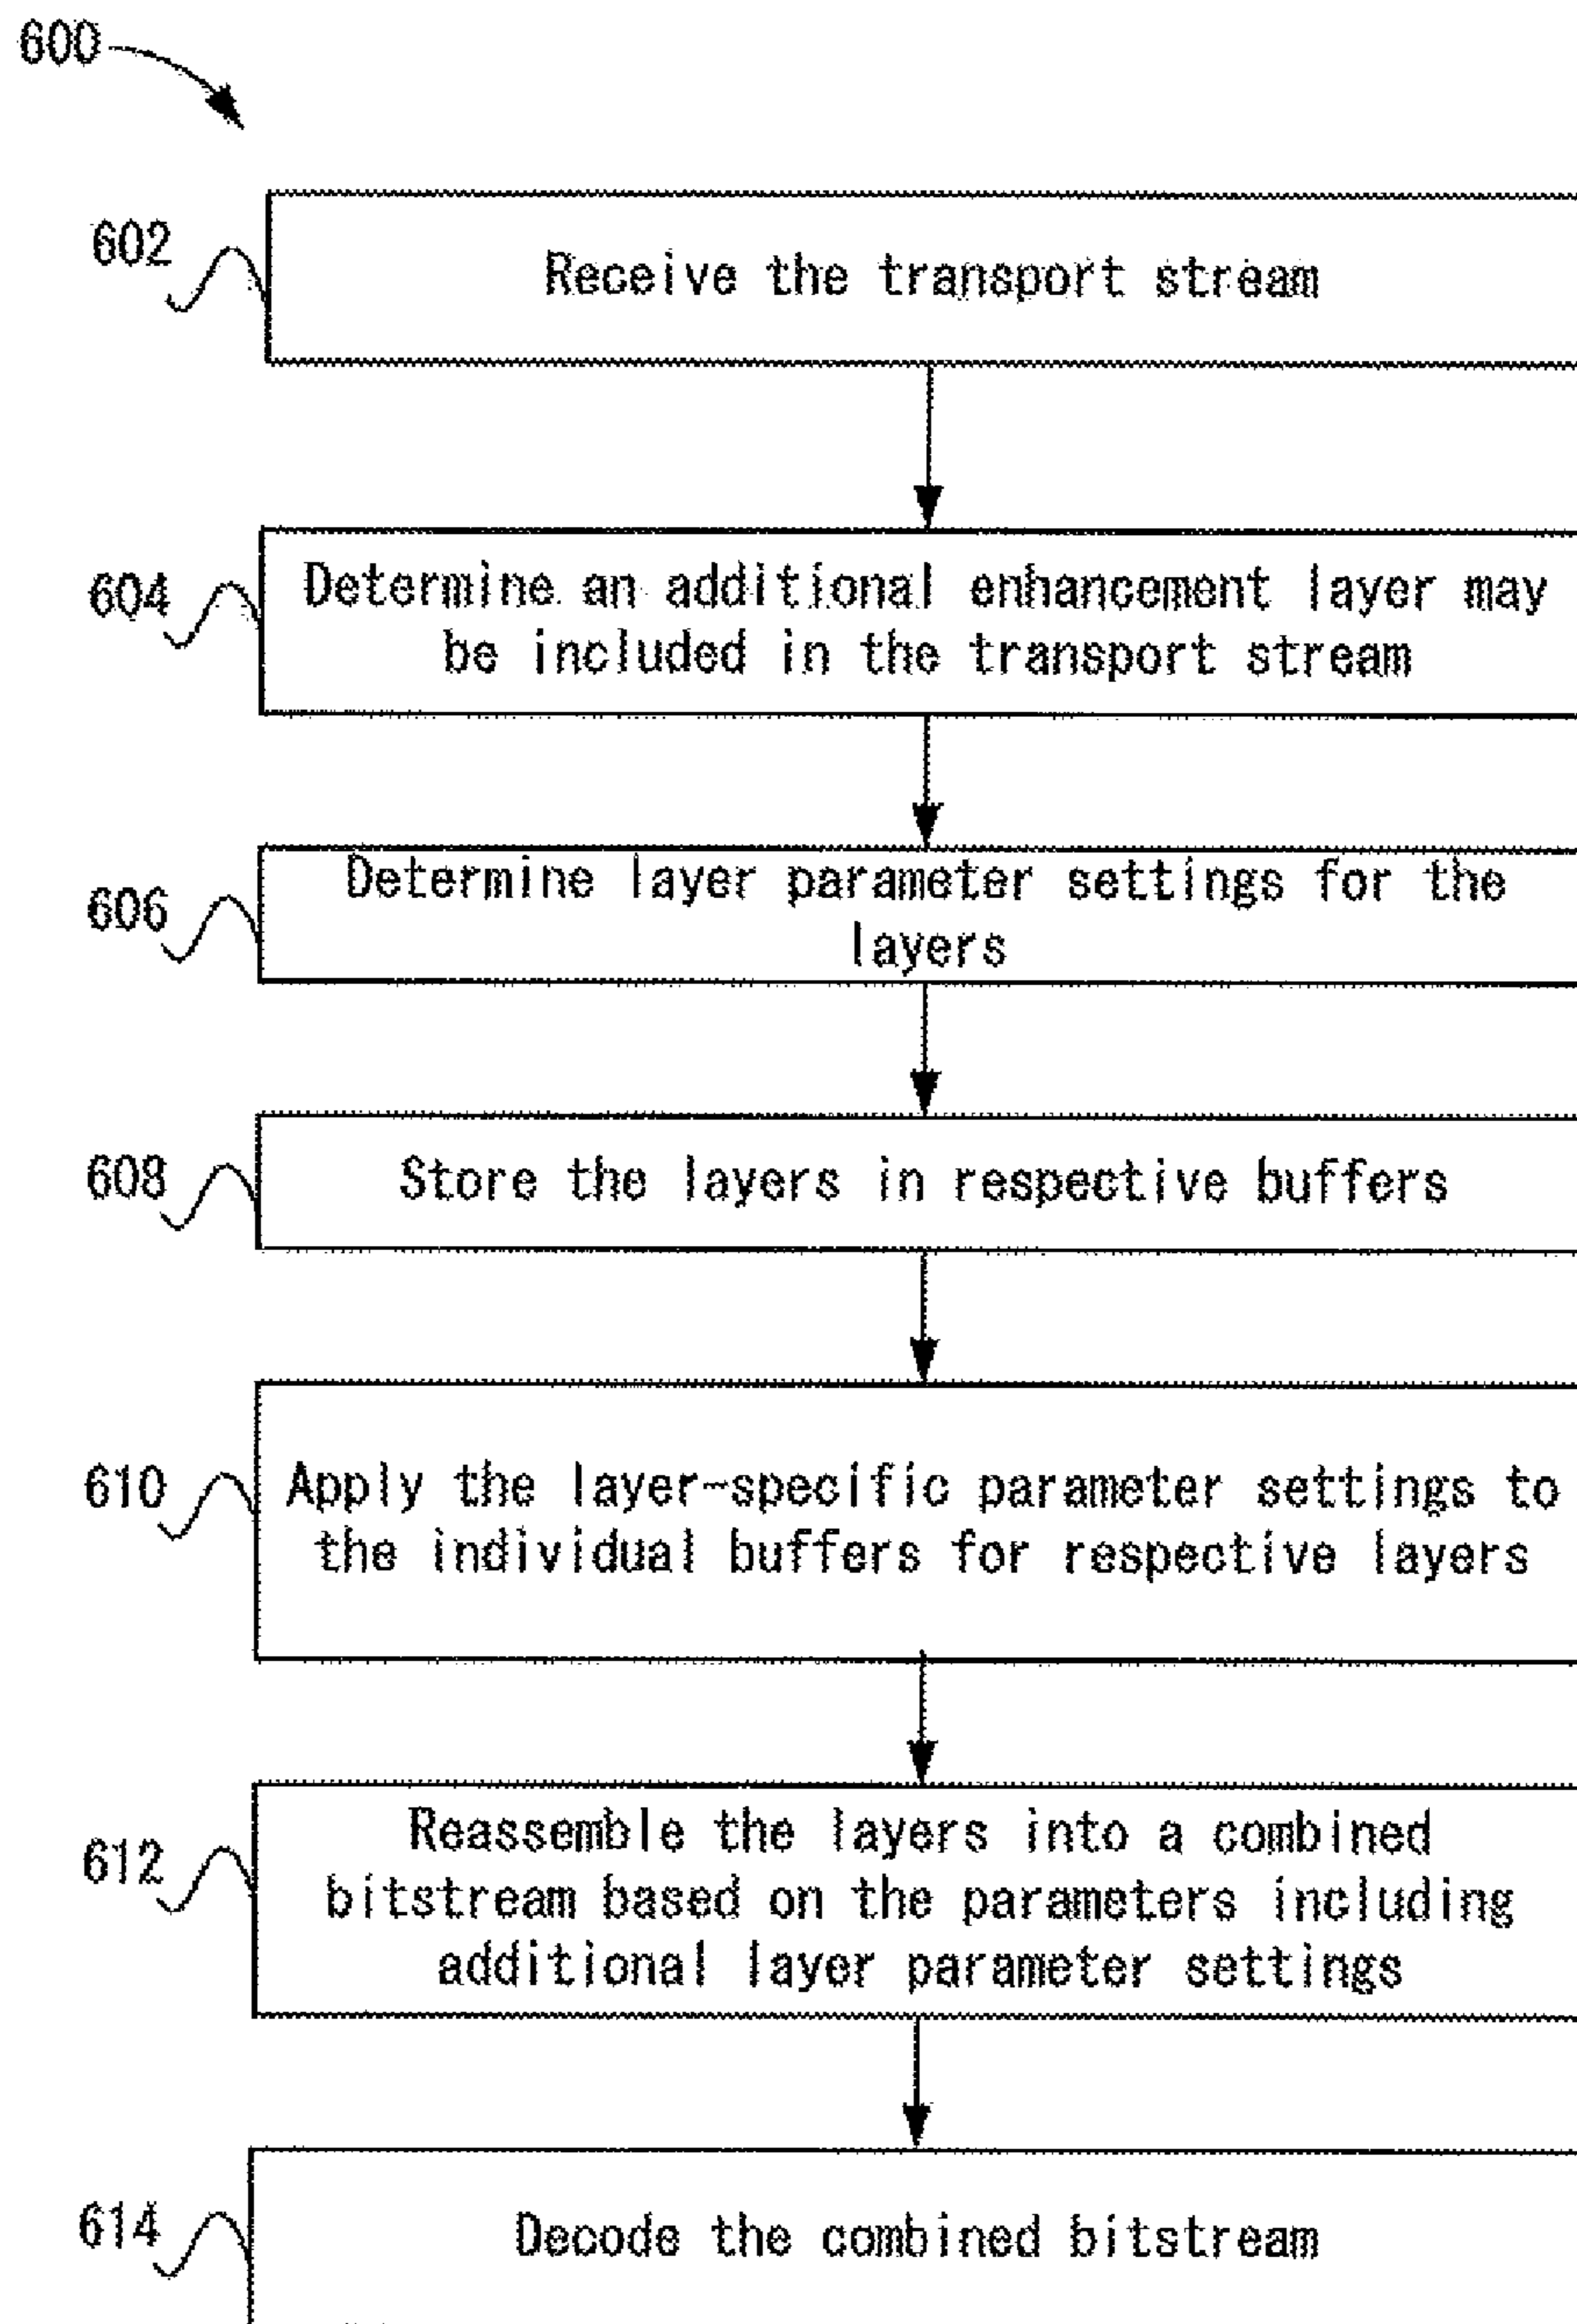 600
602
Receive the transport stream
604
Determine an additional enhancement layer may
be included in the transport stream
606
Determine layer parameter settings for the
layers
608
Store the layers in respective buffers
610
Apply the layer-specific parameter settings to
the individual buffers for respective layers
612
Reassemble the layers into a combined
bitstream based on the parameters including
additional layer parameter settings
614
Decode the combined bitstream